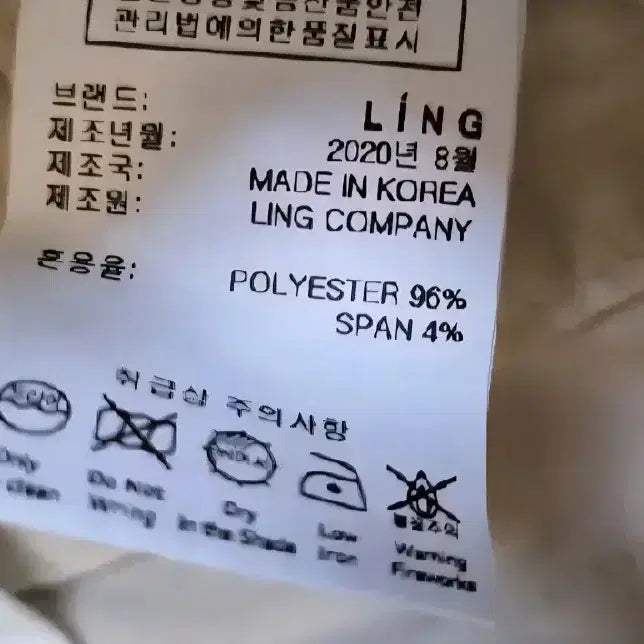 관리법에의한품질표시
브랜드: LÍNG
제조년월: 2020년 8월
제조국: MADE IN KOREA
제조원: LING COMPANY
혼용율: POLYESTER 96%
SPAN 4%
취급상 주의사항
Only clean
Do Not Wring
Dry In the Shade
Low Iron
Warning Fireworks